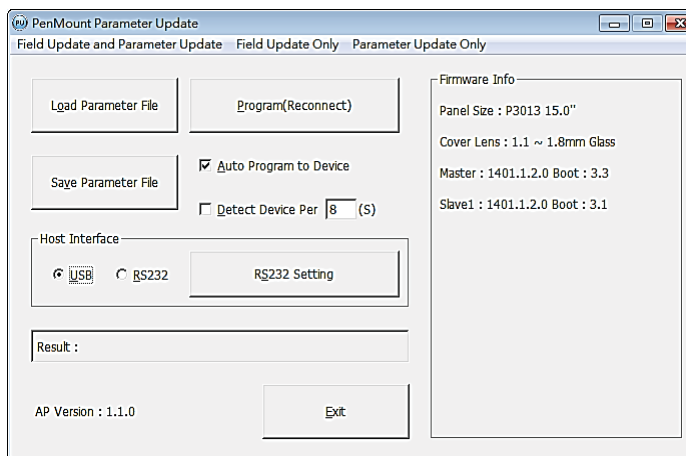 PU PenMount Parameter Update
Field Update and Parameter Update Field Update Only Parameter Update Only
Load Parameter File
Program(Reconnect)
Save Parameter File
Auto Program to Device
Detect Device Per 8 (S)
Host Interface
USB RS232 RS232 Setting
Result :
AP Version : 1.1.0
Exit
Firmware Info
Panel Size : P3013 15.0"
Cover Lens : 1.1 ~ 1.8mm Glass
Master : 1401.1.2.0 Boot : 3.3
Slave1 : 1401.1.2.0 Boot : 3.1